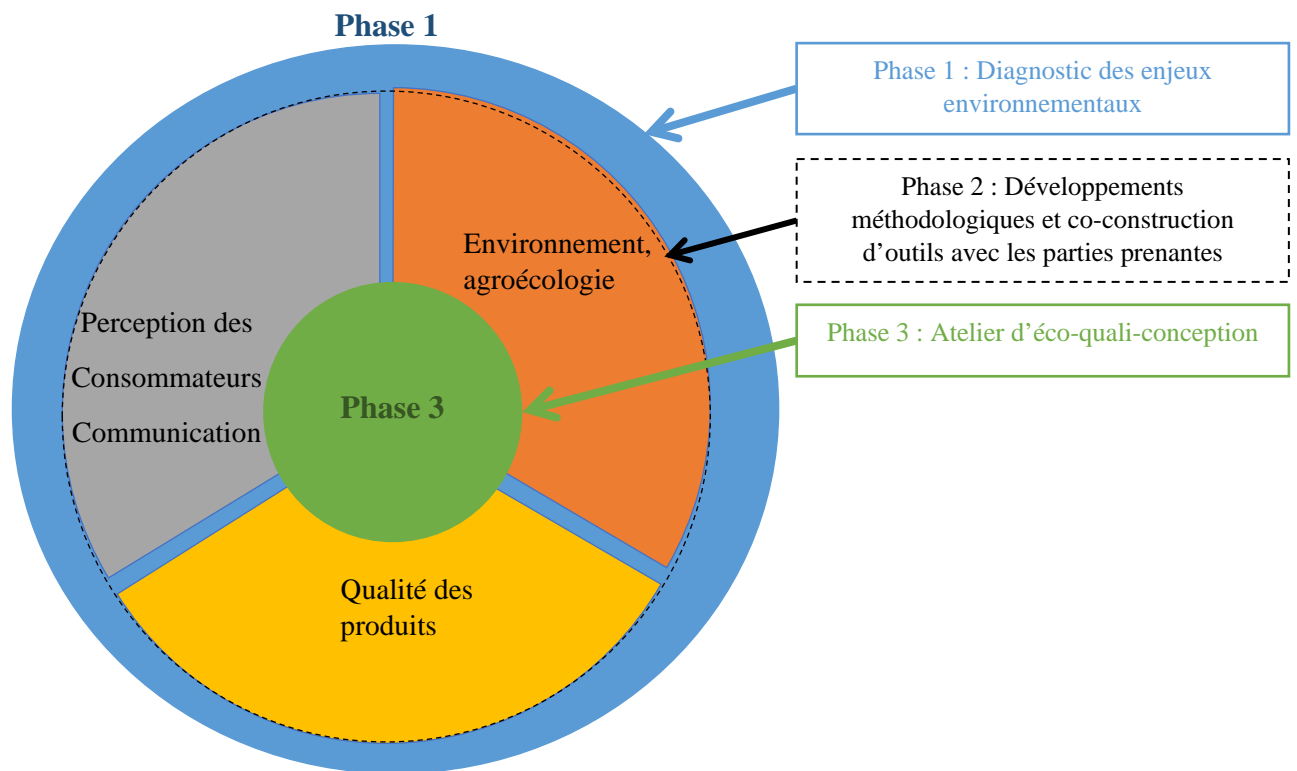 Phase 1
Phase 1 : Diagnostic des enjeux
environnementaux
Phase 2 : Développements
méthodologiques et co-construction
d’outils avec les parties prenantes
Environnement,
agroécologie
Perception des
Consommateurs
Communication
Phase 3 : Atelier d’éco-quali-conception
Phase 3
Qualité des
produits